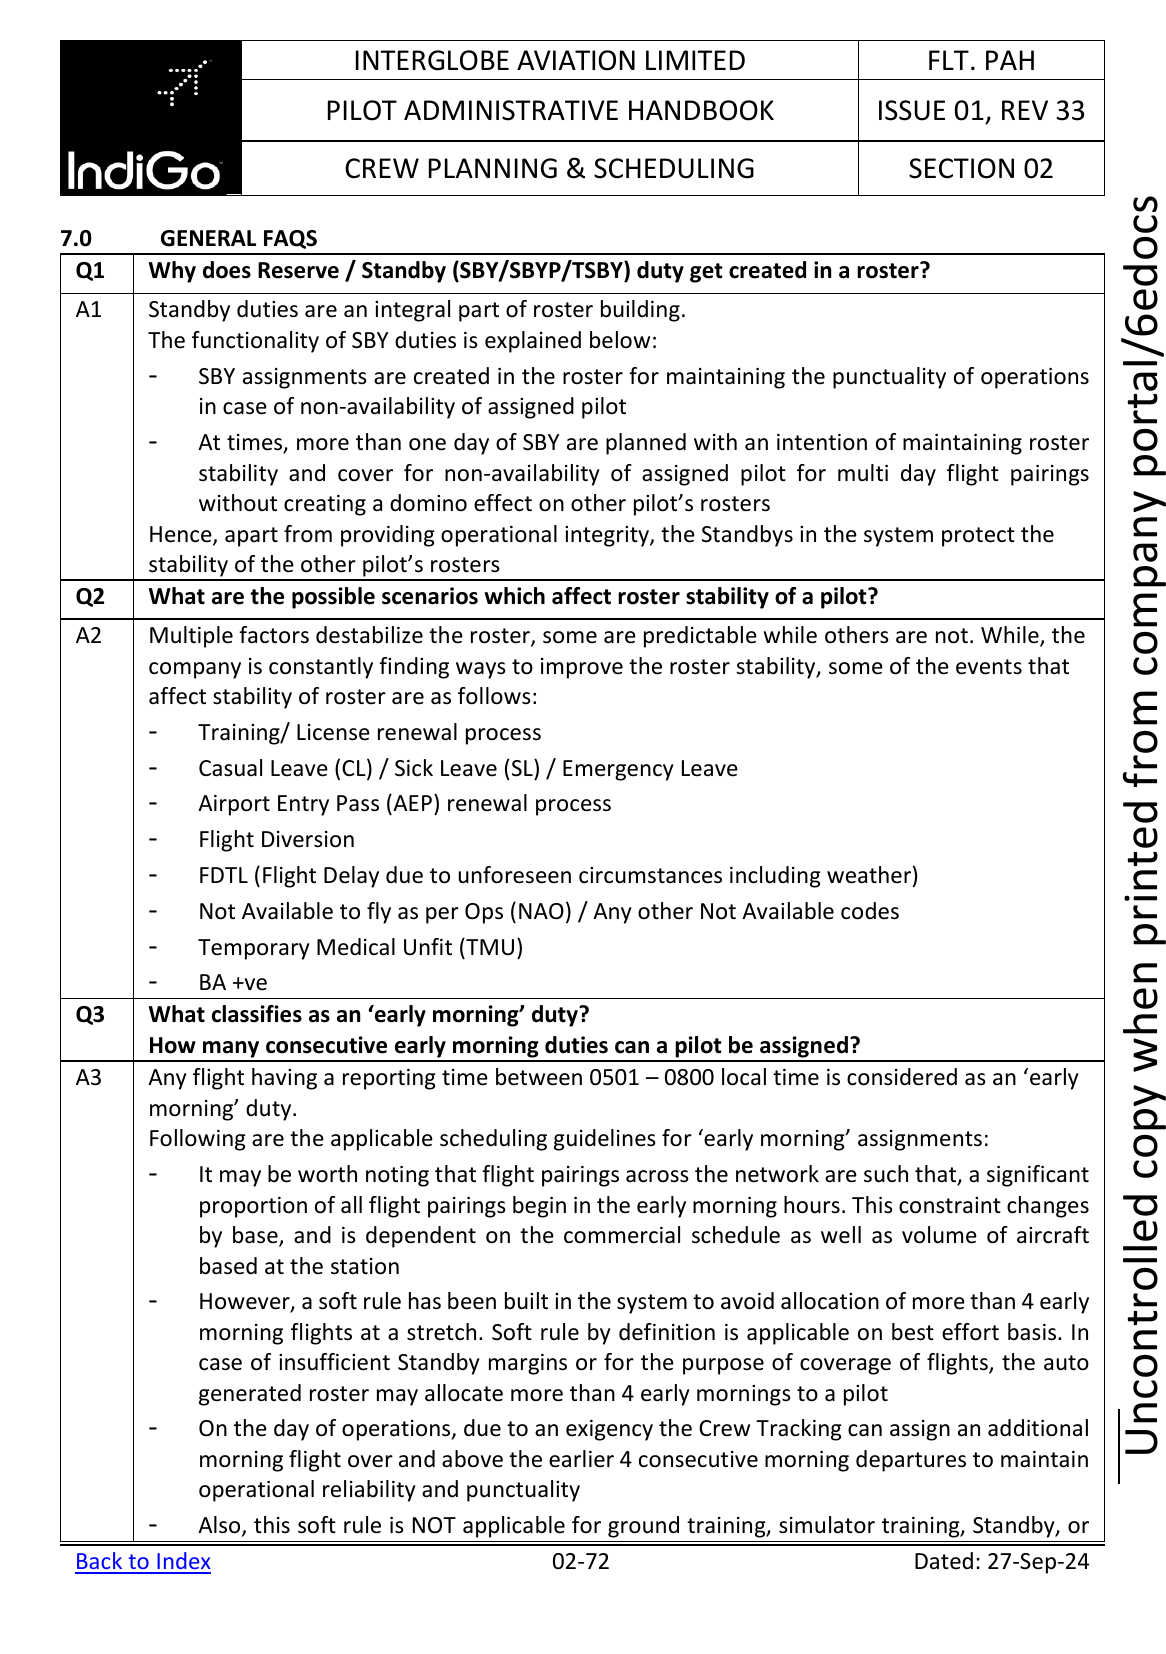 INTERGLOBE AVIATION LIMITED
FLT. PAH
PILOT ADMINISTRATIVE HANDBOOK
ISSUE 01, REV 33
IndiGo
CREW PLANNING & SCHEDULING
SECTION 02
7.0 GENERAL FAQS
Q1 Why does Reserve / Standby (SBY/SBYP/TSBY) duty get created in a roster?
A1 Standby duties are an integral part of roster building.
The functionality of SBY duties is explained below:
- SBY assignments are created in the roster for maintaining the punctuality of operations
in case of non-availability of assigned pilot
- At times, more than one day of SBY are planned with an intention of maintaining roster
stability and cover for non-availability of assigned pilot for multi day flight pairings
without creating a domino effect on other pilot’s rosters
Hence, apart from providing operational integrity, the Standbys in the system protect the
stability of the other pilot’s rosters
Q2 What are the possible scenarios which affect roster stability of a pilot?
A2 Multiple factors destabilize the roster, some are predictable while others are not. While, the
company is constantly finding ways to improve the roster stability, some of the events that
affect stability of roster are as follows:
- Training/ License renewal process
- Casual Leave (CL) / Sick Leave (SL) / Emergency Leave
- Airport Entry Pass (AEP) renewal process
- Flight Diversion
- FDTL (Flight Delay due to unforeseen circumstances including weather)
- Not Available to fly as per Ops (NAO) / Any other Not Available codes
- Temporary Medical Unfit (TMU)
- BA +ve
Q3 What classifies as an ‘early morning’ duty?
How many consecutive early morning duties can a pilot be assigned?
A3 Any flight having a reporting time between 0501 – 0800 local time is considered as an ‘early
morning’ duty.
Following are the applicable scheduling guidelines for ‘early morning’ assignments:
- It may be worth noting that flight pairings across the network are such that, a significant
proportion of all flight pairings begin in the early morning hours. This constraint changes
by base, and is dependent on the commercial schedule as well as volume of aircraft
based at the station
- However, a soft rule has been built in the system to avoid allocation of more than 4 early
morning flights at a stretch. Soft rule by definition is applicable on best effort basis. In
case of insufficient Standby margins or for the purpose of coverage of flights, the auto
generated roster may allocate more than 4 early mornings to a pilot
- On the day of operations, due to an exigency the Crew Tracking can assign an additional
morning flight over and above the earlier 4 consecutive morning departures to maintain
operational reliability and punctuality
- Also, this soft rule is NOT applicable for ground training, simulator training, Standby, or
Back to Index
02-72
Dated: 27-Sep-24
Uncontrolled copy when printed from company portal/6edocs